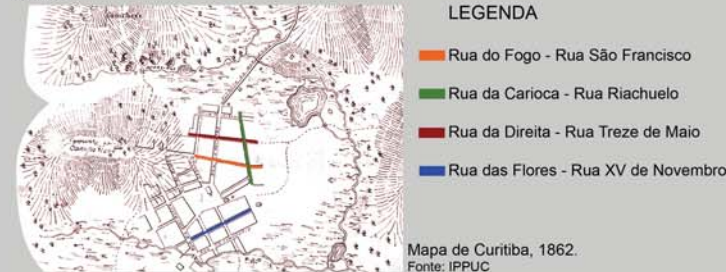 LEGENDA
Rua do Fogo - Rua São Francisco
Rua da Carioca - Rua Riachuelo
Rua da Direita - Rua Treze de Maio
Rua das Flores - Rua XV de Novembro
Mapa de Curitiba, 1862.
Fonte: IPPUC